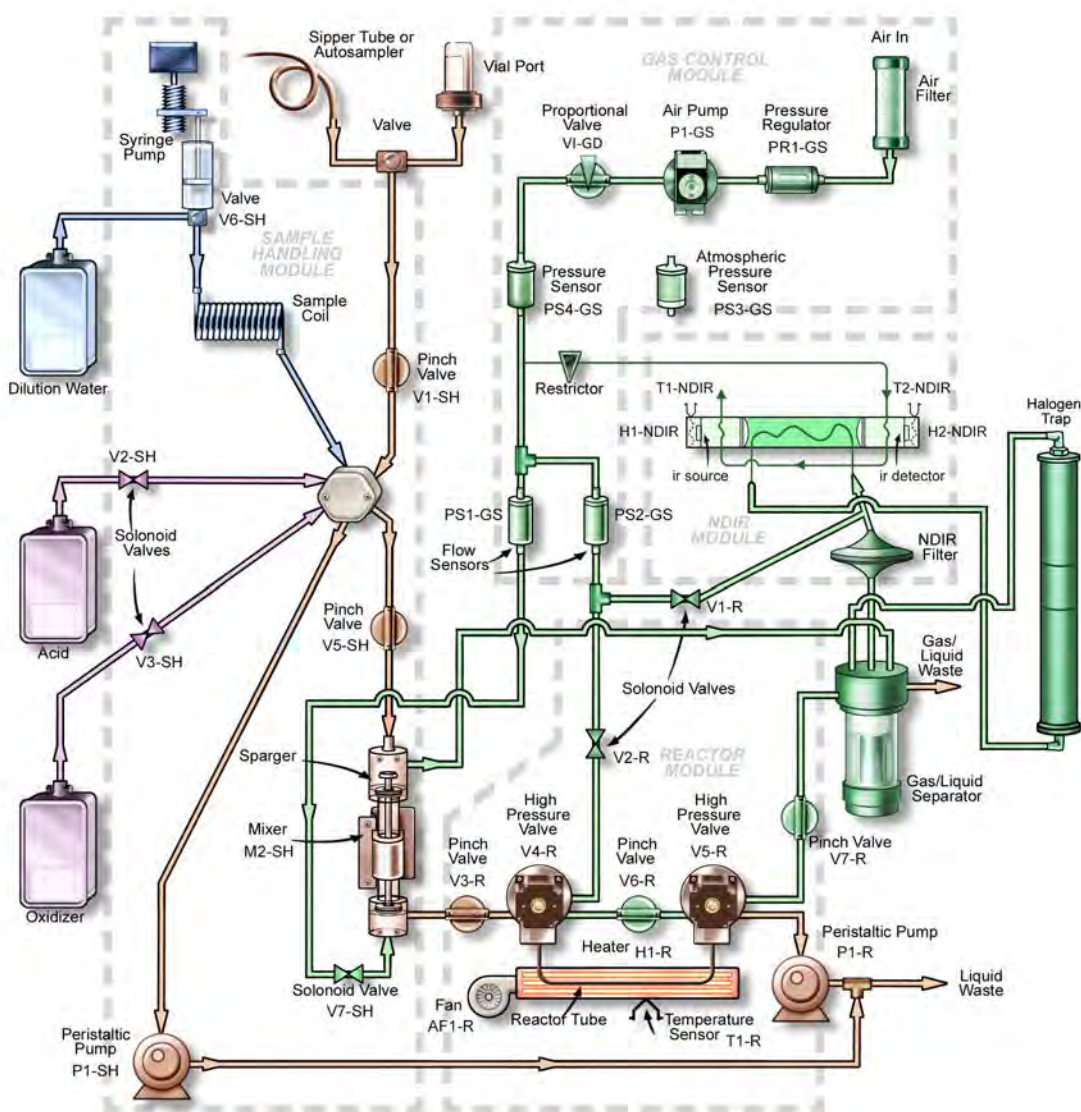 Sipper Tube or
Autosampler
Vial Port
Valve
Syringe
Pump
Valve
V6-SH
SAMPLE
HANDLING
MODULE
Sample
Coil
Dilution Water
Pinch
Valve
V1-SH
V2-SH
Solonoid
Valves
Acid
V3-SH
Oxidizer
Pinch
Valve
V5-SH
Sparger
Mixer
M2-SH
Solonoid Valve
V7-SH
Peristaltic
Pump
P1-SH
GAS CONTROL
MODULE
Air In
Air
Filter
Proportional
Valve
VI-GD
Air Pump
P1-GS
Pressure
Regulator
PR1-GS
Pressure
Sensor
PS4-GS
Atmospheric
Pressure
Sensor
PS3-GS
Restrictor
T1-NDIR
T2-NDIR
H1-NDIR
H2-NDIR
ir source
ir detector
Halogen
Trap
PS1-GS
PS2-GS
Flow
Sensors
NDIR
MODULE
NDIR
Filter
V1-R
Solonoid Valves
V2-R
Gas/
Liquid
Waste
REACTOR
MODULE
Gas/Liquid
Separator
Pinch Valve
V7-R
Pinch
Valve
V3-R
High
Pressure
Valve
V4-R
Pinch
Valve
V6-R
High
Pressure
Valve
V5-R
Heater
H1-R
Fan
AF1-R
Reactor Tube
Temperature
Sensor
T1-R
Peristaltic Pump
P1-R
Liquid
Waste